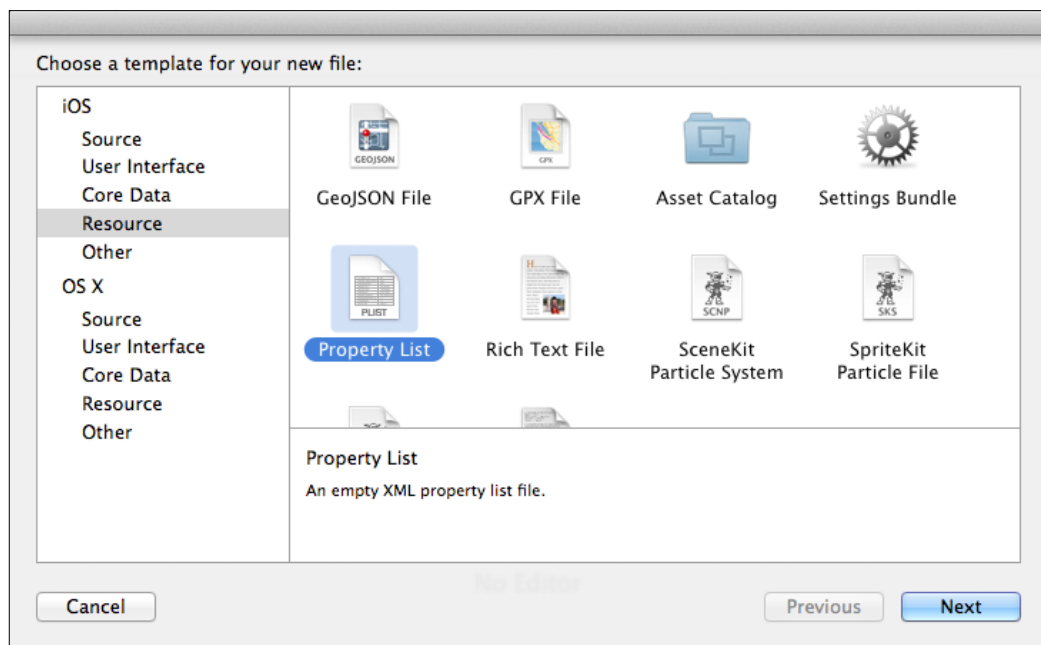 Choose a template for your new file:
iOS
Source
User Interface
Core Data
Resource
Other
OS X
Source
User Interface
Core Data
Resource
Other
GEOJSON
GPX
GeoJSON File
GPX File
Asset Catalog
Settings Bundle
PLIST
SCNP
SKS
Property List
Rich Text File
SceneKit
Particle System
SpriteKit
Particle File
Property List
An empty XML property list file.
No Editor
Cancel
Previous
Next